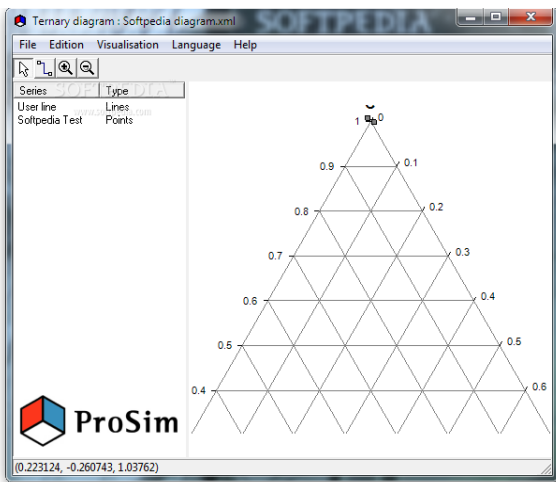 SOFTPEDIA
Ternary diagram : Softpedia diagram.xml
File Edition Visualisation Language Help
Series Type
SOFTPEDIA
User line Lines
Softpedia Test Points
1 0
0.9 0.1
0.8 0.2
0.7 0.3
0.6 0.4
0.5 0.5
0.4 0.6
ProSim
(0.223124, -0.260743, 1.03762)